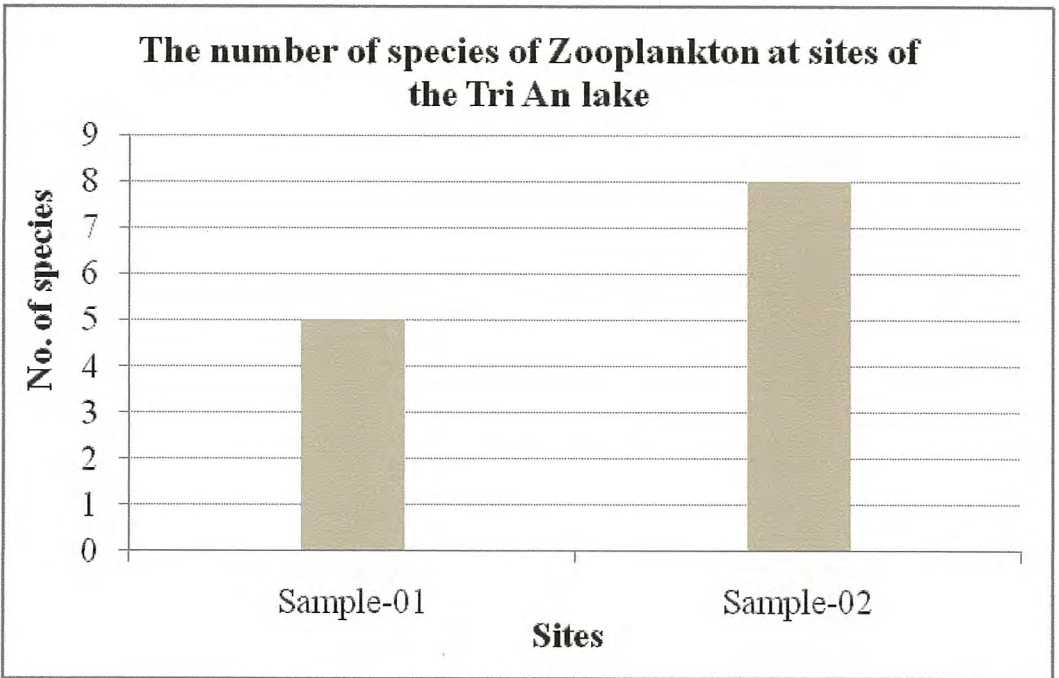 The number of species of Zooplankton at sites of
the Tri An lake
9
8
7
6
5
4
3
2
1
0
No. of species
Sample-01
Sample-02
Sites